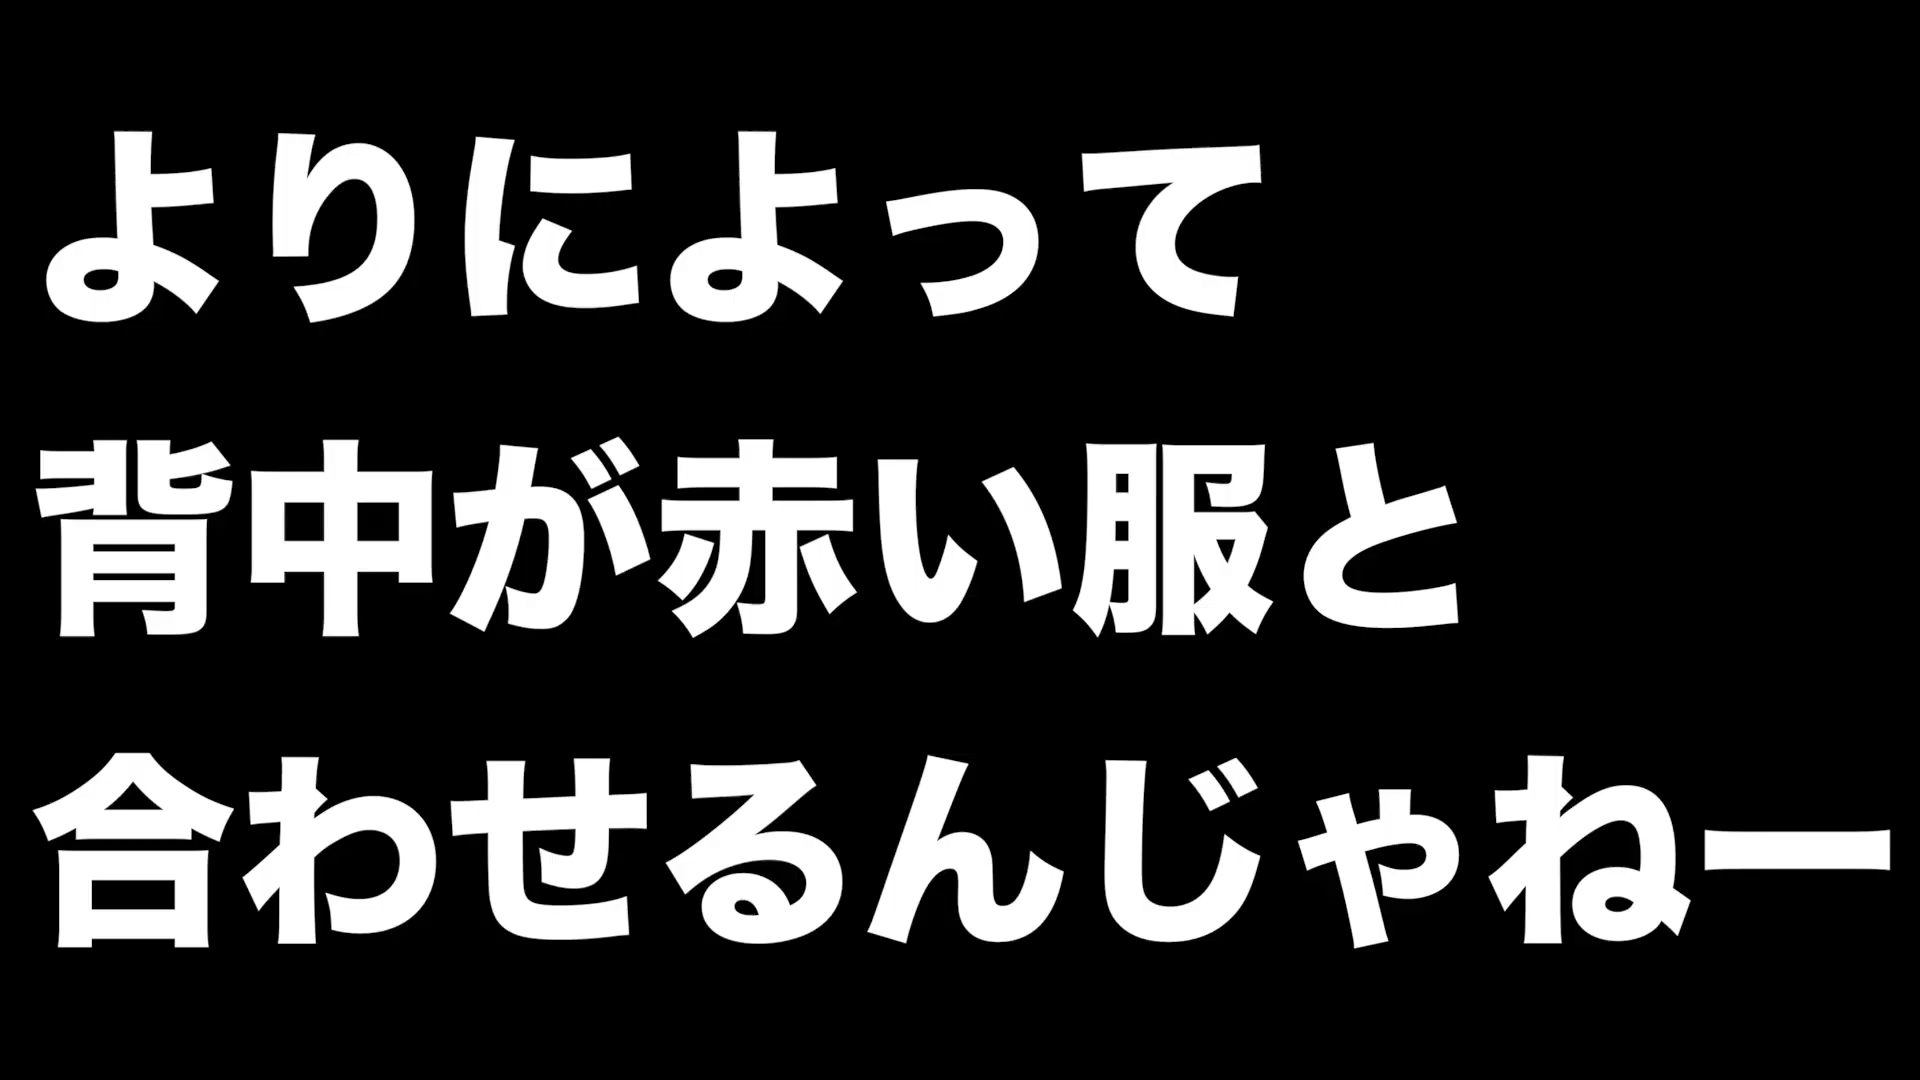 よりによって
背中が赤い服と
合わせるんじゃねー